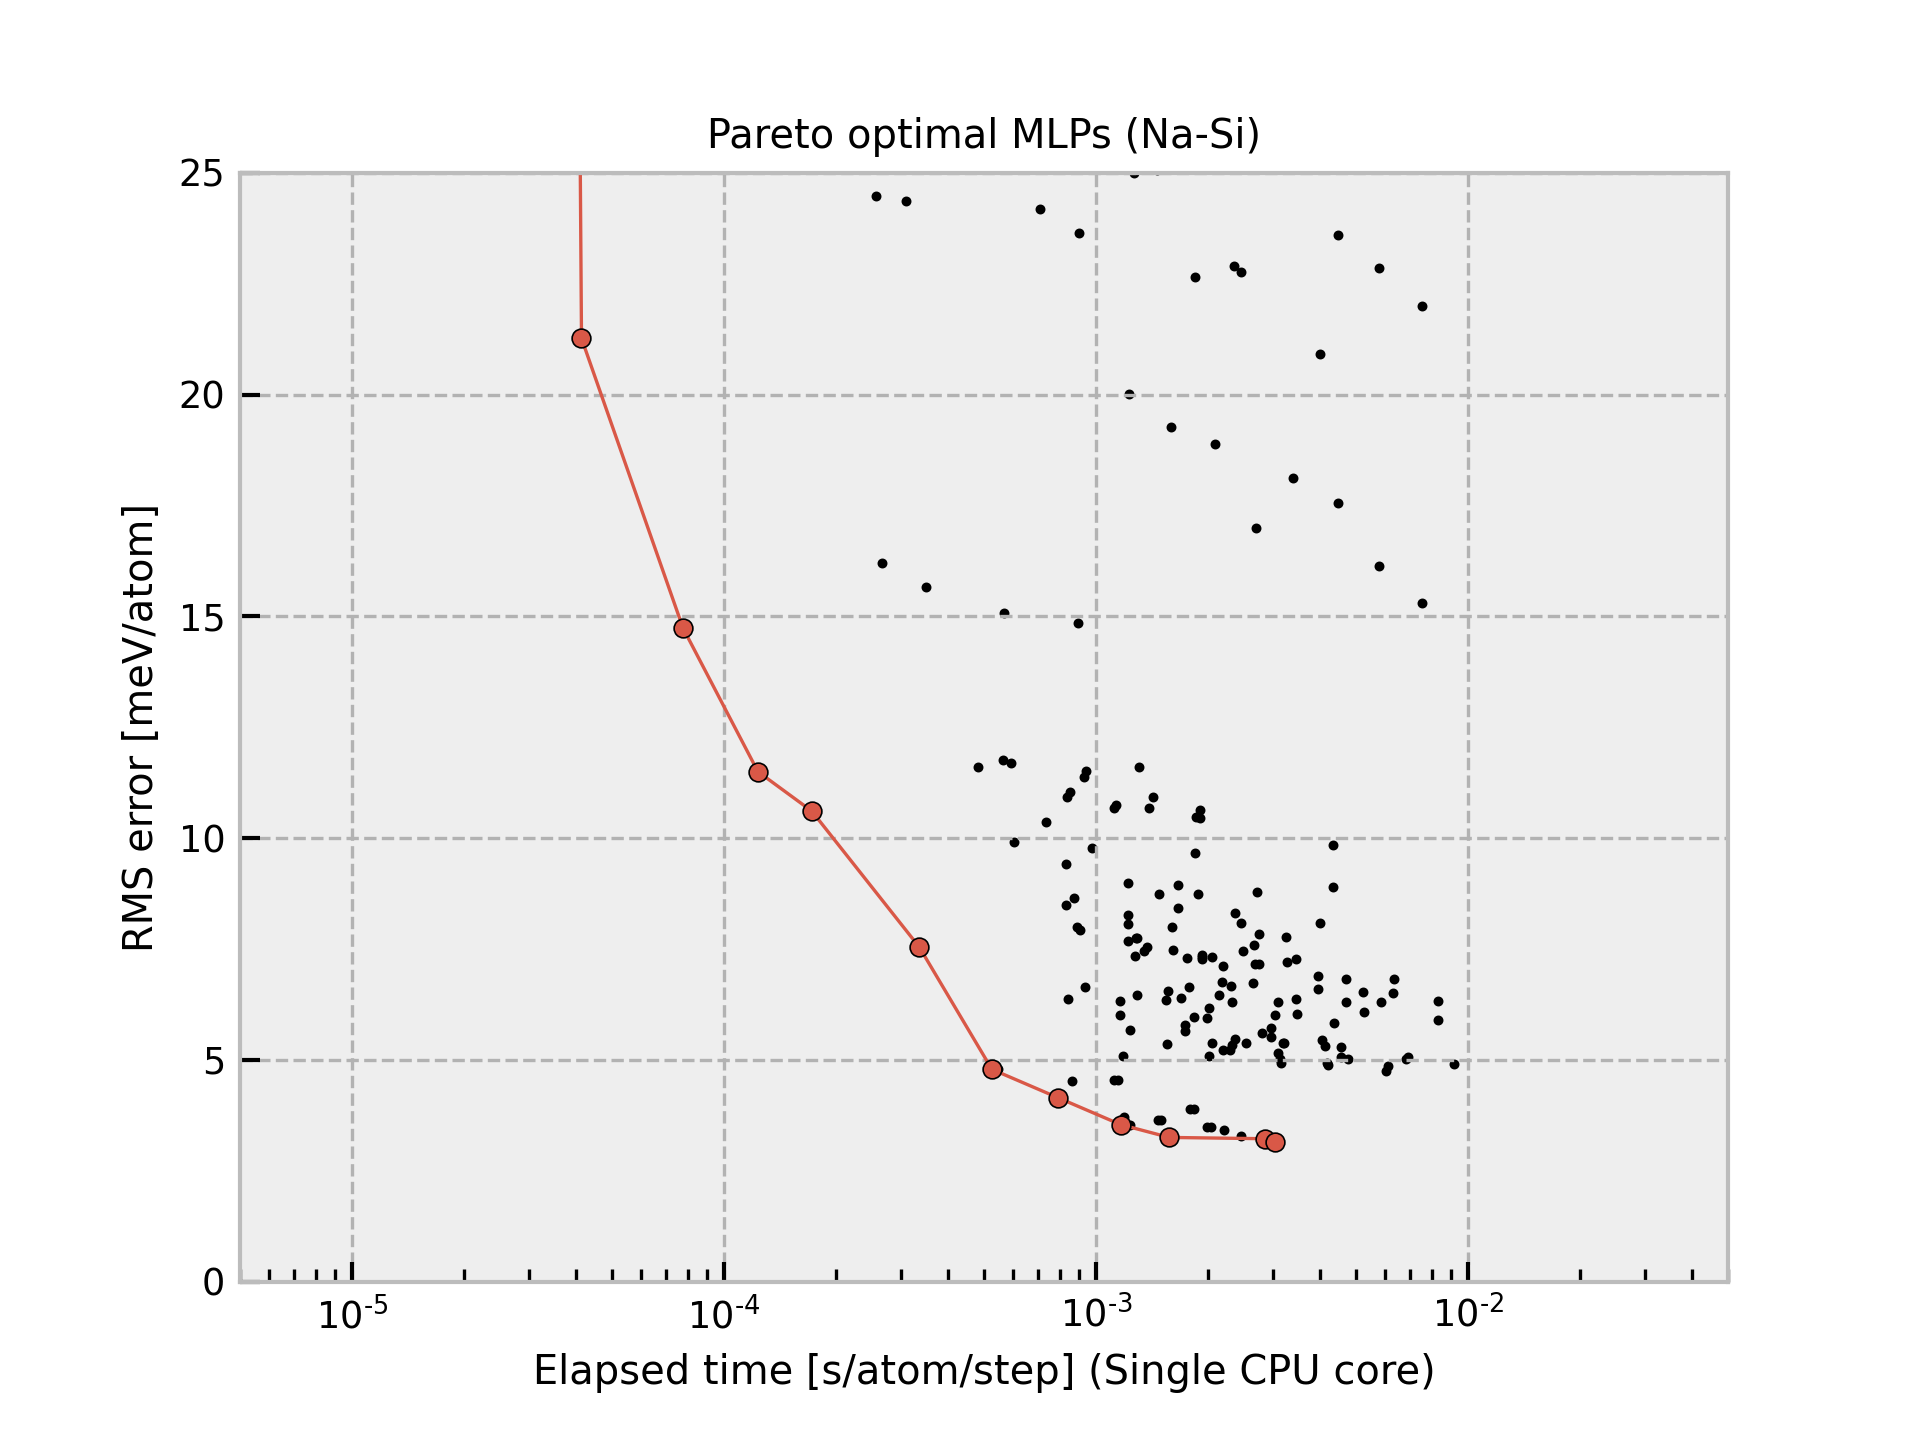 Pareto optimal MLPs (Na-Si)
25
20
15
10
5
0
RMS error [meV/atom]
10^-5 10^-4 10^-3 10^-2
Elapsed time [s/atom/step] (Single CPU core)